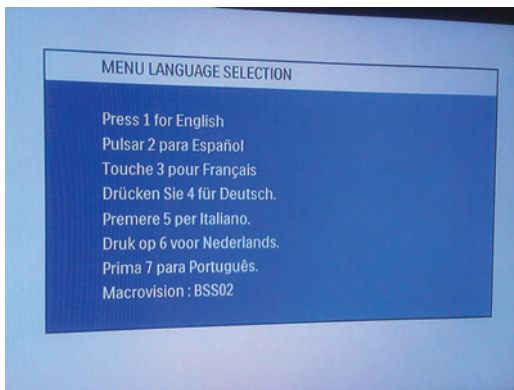 MENU LANGUAGE SELECTION
Press 1 for English
Pulsar 2 para Español
Touche 3 pour Français
Drücken Sie 4 für Deutsch.
Premere 5 per Italiano.
Druk op 6 voor Nederlands.
Prima 7 para Português.
Macrovision : BSS02